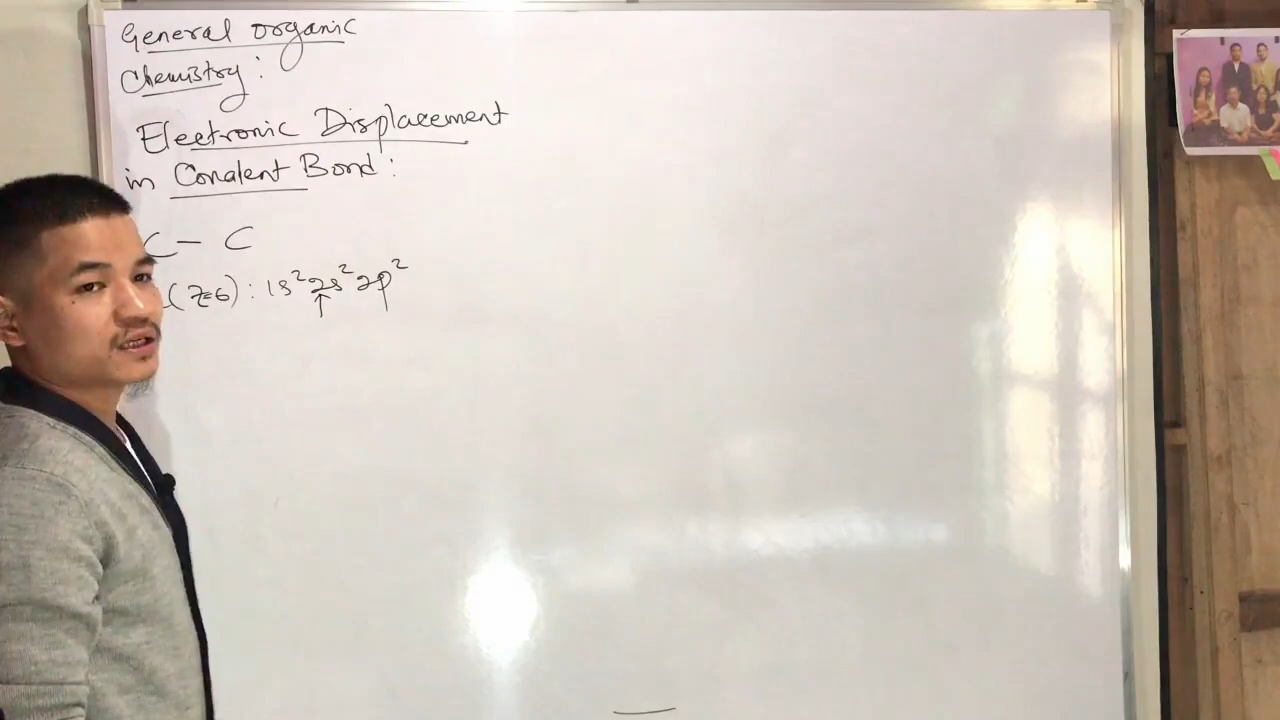 General organic
Chemistry:
Electronic Displacement
in Covalent Bond:
C - C
(Z=6): 1s² 2s² 2p²
↑